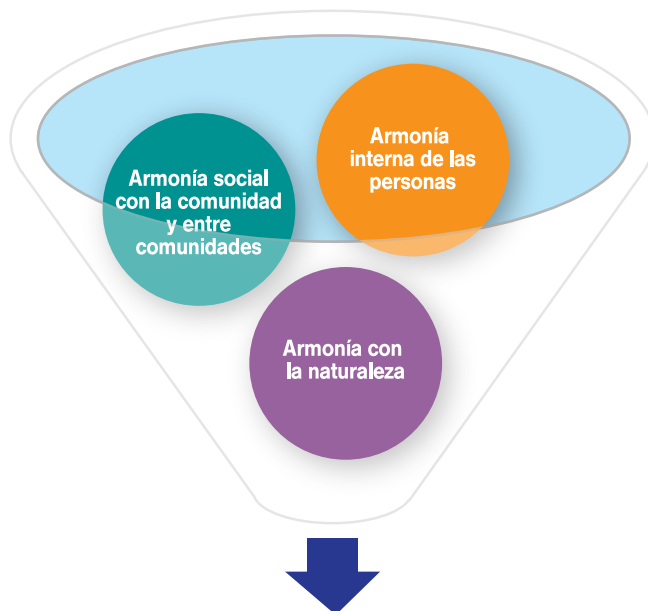 Armonía social
con la comunidad
y entre
comunidades
Armonía
interna de las
personas
Armonía con
la naturaleza